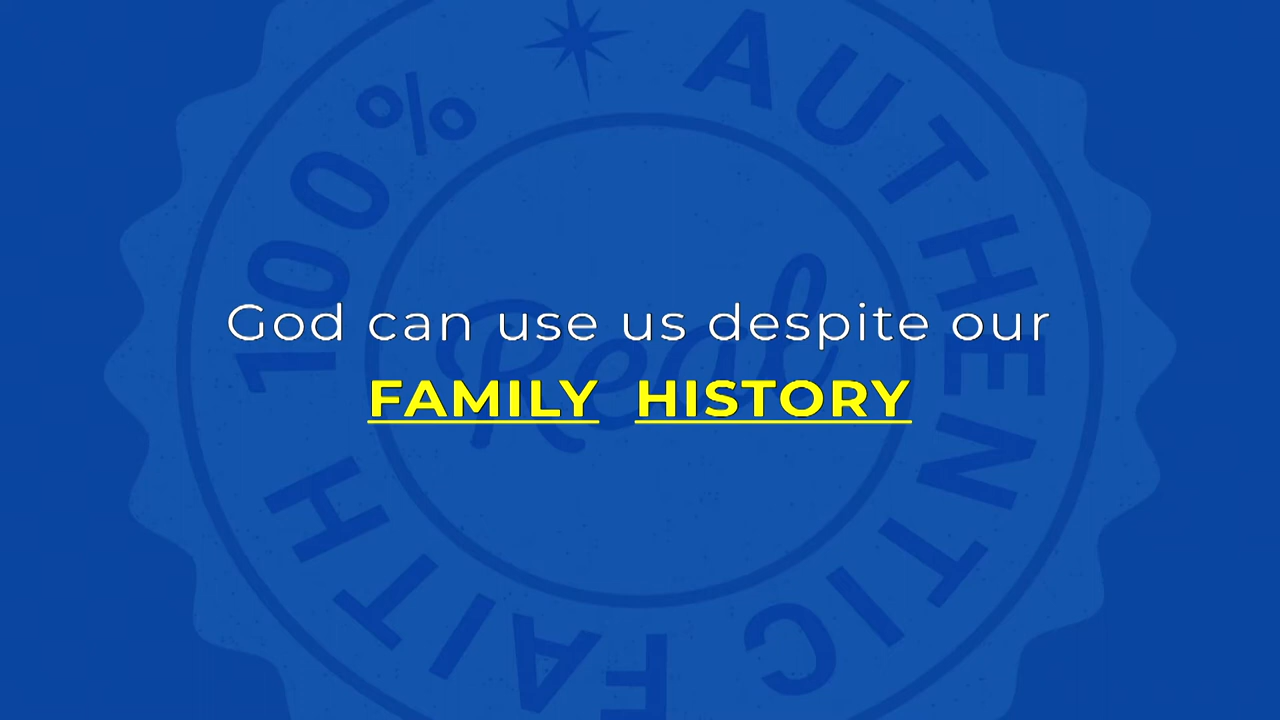 God can use us despite our
FAMILY HISTORY
100% AUTHENTIC FAITH
Real